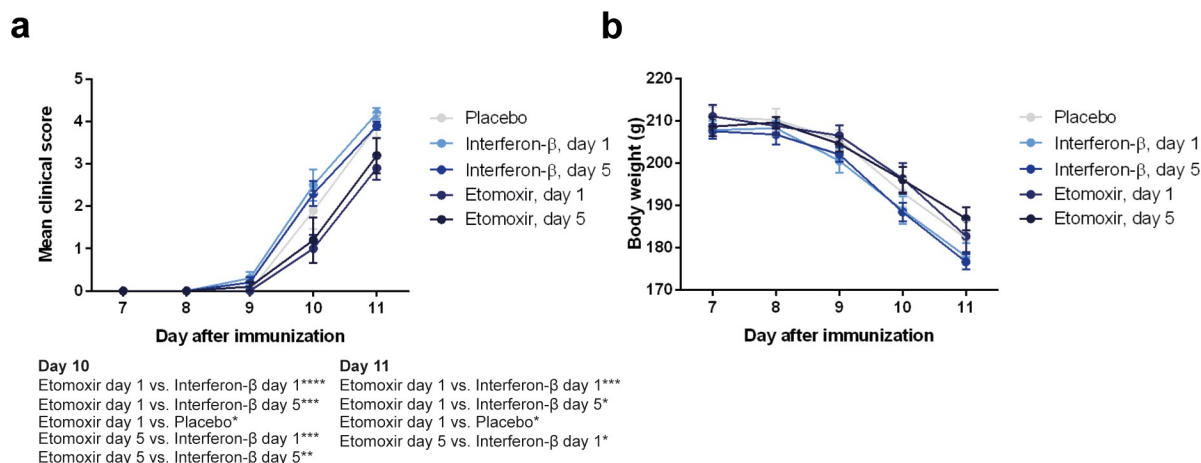 a
Mean clinical score
5
4
3
2
1
0
7 8 9 10 11
Day after immunization
Placebo
Interferon-β, day 1
Interferon-β, day 5
Etomoxir, day 1
Etomoxir, day 5
Day 10
Etomoxir day 1 vs. Interferon-β day 1****
Etomoxir day 1 vs. Interferon-β day 5***
Etomoxir day 1 vs. Placebo*
Etomoxir day 5 vs. Interferon-β day 1***
Etomoxir day 5 vs. Interferon-β day 5**
Day 11
Etomoxir day 1 vs. Interferon-β day 1***
Etomoxir day 1 vs. Interferon-β day 5*
Etomoxir day 1 vs. Placebo*
Etomoxir day 5 vs. Interferon-β day 1*
b
Body weight (g)
220
210
200
190
180
170
7 8 9 10 11
Day after immunization
Placebo
Interferon-β, day 1
Interferon-β, day 5
Etomoxir, day 1
Etomoxir, day 5